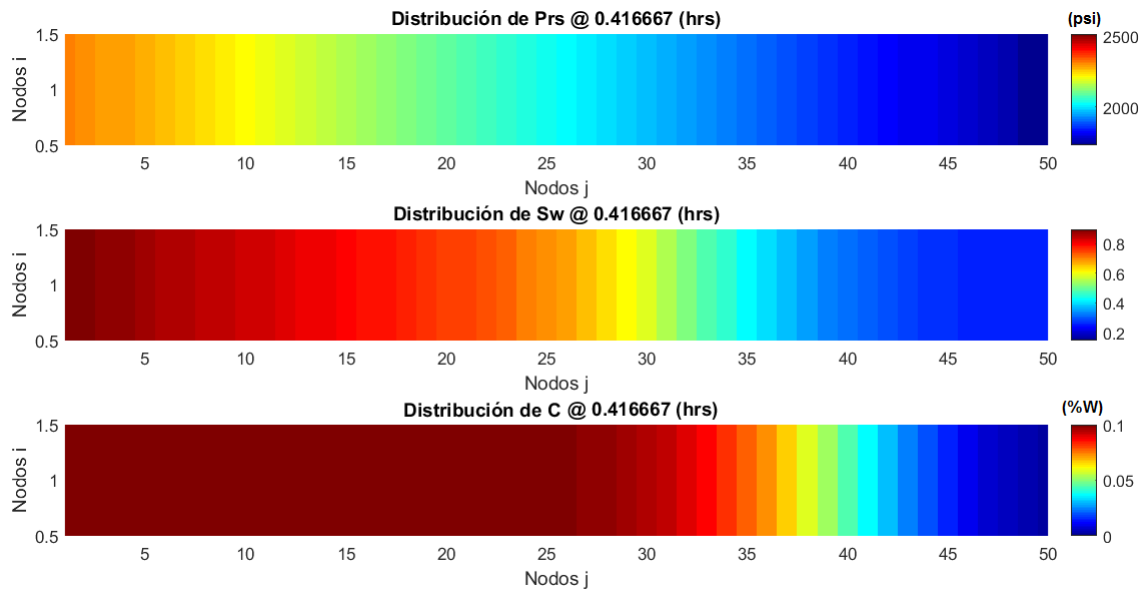 Distribución de Prs @ 0.416667 (hrs)
(psi)
1.5
1
0.5
Nodos i
5 10 15 20 25 30 35 40 45 50
Nodos j
2500
2000
Distribución de Sw @ 0.416667 (hrs)
1.5
1
0.5
Nodos i
5 10 15 20 25 30 35 40 45 50
Nodos j
0.8
0.6
0.4
0.2
Distribución de C @ 0.416667 (hrs)
(%W)
1.5
1
0.5
Nodos i
5 10 15 20 25 30 35 40 45 50
Nodos j
0.1
0.05
0